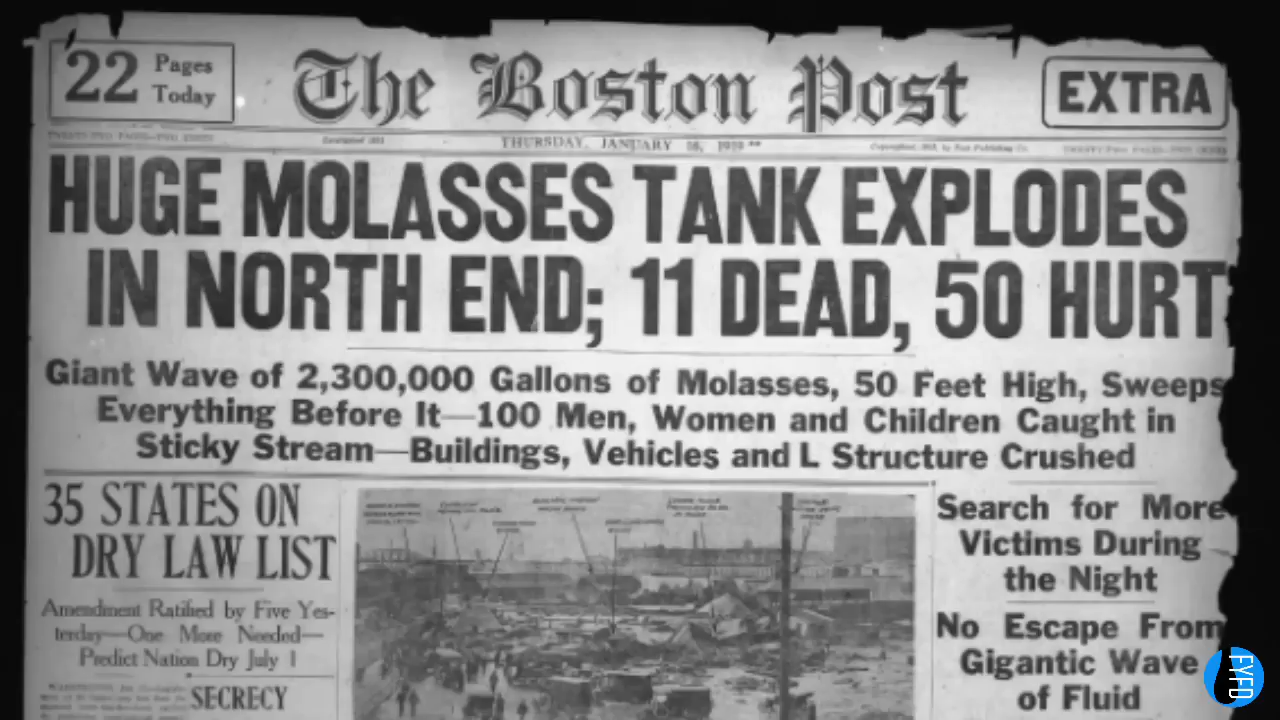 22 Pages
Today
The Boston Post
EXTRA
THURSDAY, JANUARY 16, 1919
HUGE MOLASSES TANK EXPLODES
IN NORTH END; 11 DEAD, 50 HURT
Giant Wave of 2,300,000 Gallons of Molasses, 50 Feet High, Sweeps
Everything Before It—100 Men, Women and Children Caught in
Sticky Stream—Buildings, Vehicles and L Structure Crushed
35 STATES ON
DRY LAW LIST
Amendment Ratified by Five Yes-
terday—One More Needed—
Predict Nation Dry July 1
SECRECY
Search for More
Victims During
the Night
No Escape From
Gigantic Wave
of Fluid
FYFD